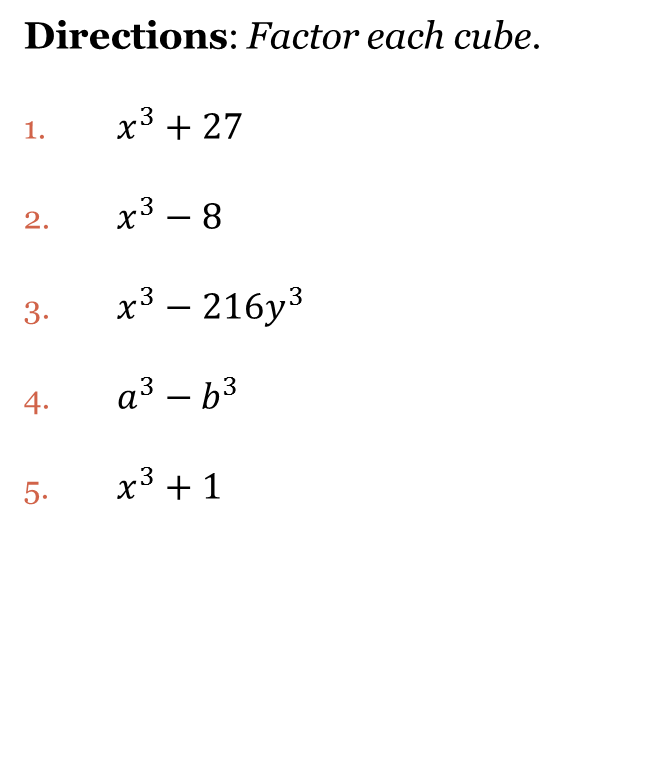 Directions: Factor each cube.
1. x³ + 27
2. x³ − 8
3. x³ − 216y³
4. a³ − b³
5. x³ + 1